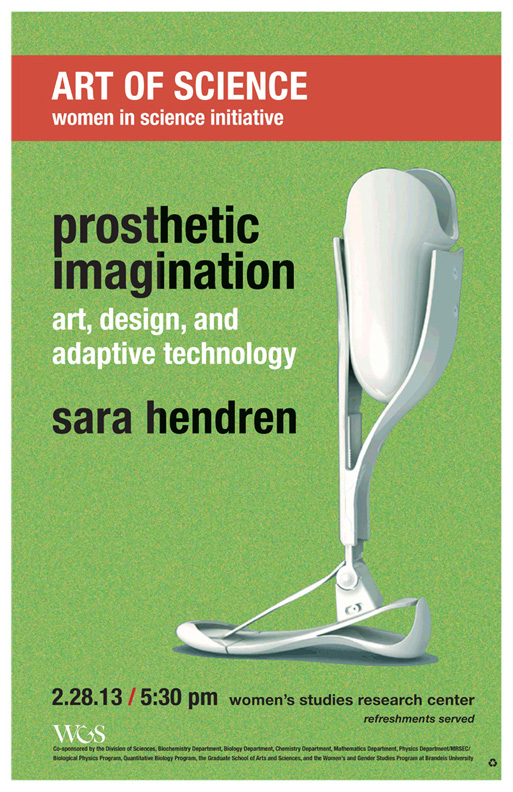 ART OF SCIENCE
women in science initiative
prosthetic
imagination
art, design, and
adaptive technology
sara hendren
2.28.13 / 5:30 pm women's studies research center
refreshments served
W&S
Co-sponsored by the Division of Sciences, Biochemistry Department, Biology Department, Chemistry Department, Mathematics Department, Physics Department/MRSEC/
Biological Physics Program, Quantitative Biology Program, the Graduate School of Arts and Sciences, and the Women's and Gender Studies Program at Brandeis University